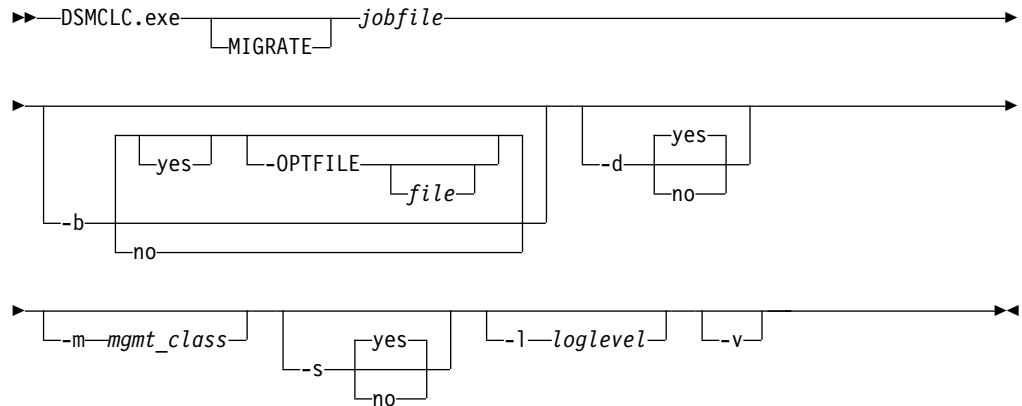 DSMCLC.exe MIGRATE jobfile
-b yes -OPTFILE file no -d yes no
-m mgmt_class -s yes no -l loglevel -v